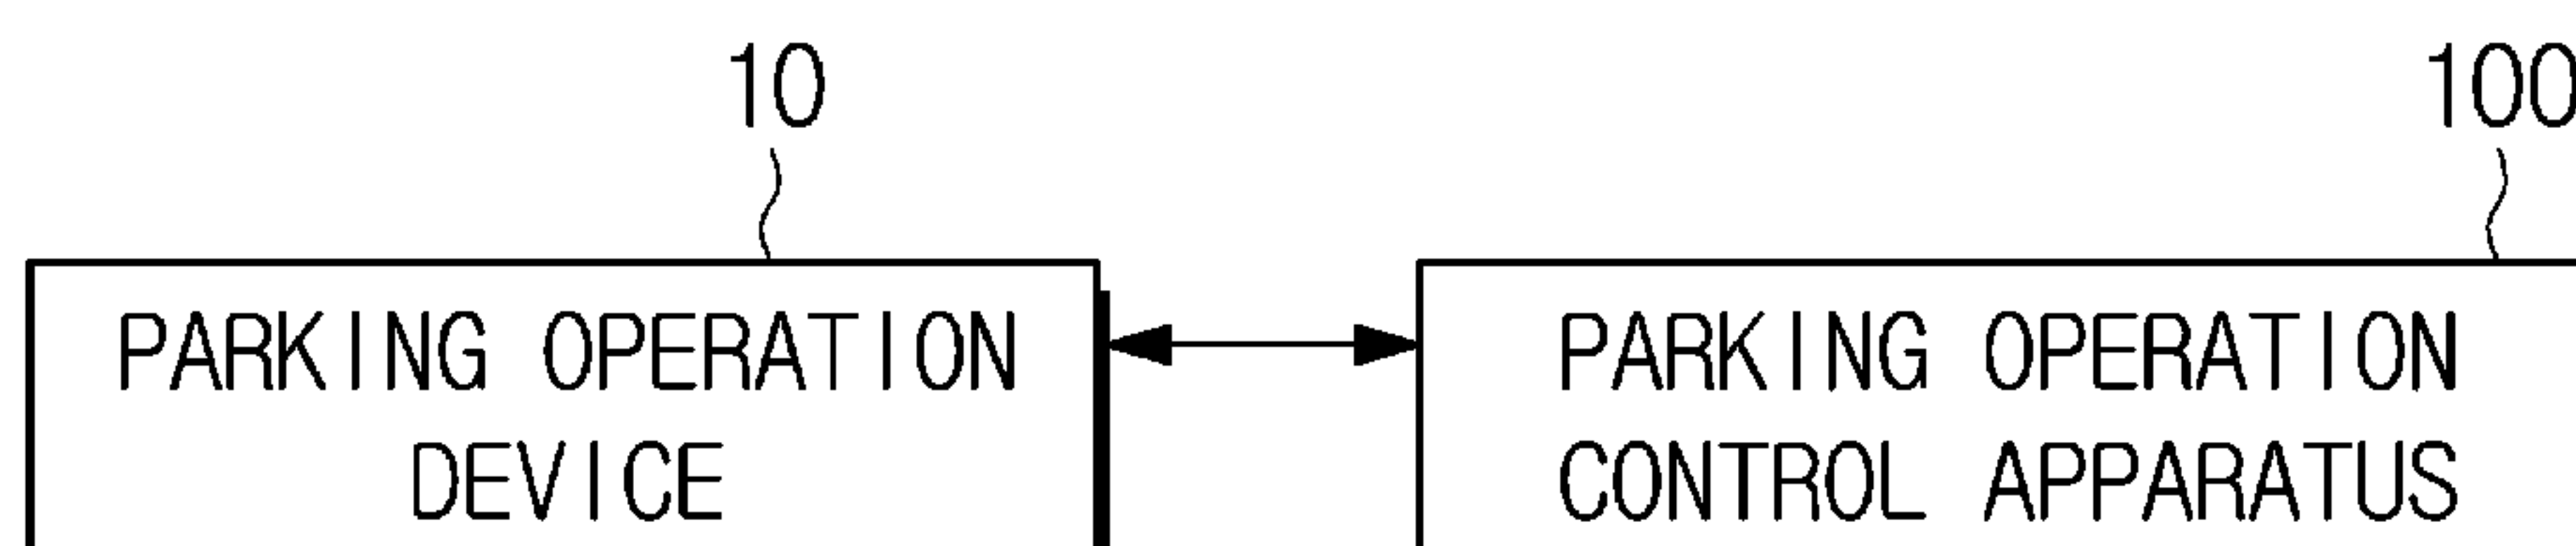 10
100
PARKING OPERATION
DEVICE
PARKING OPERATION
CONTROL APPARATUS